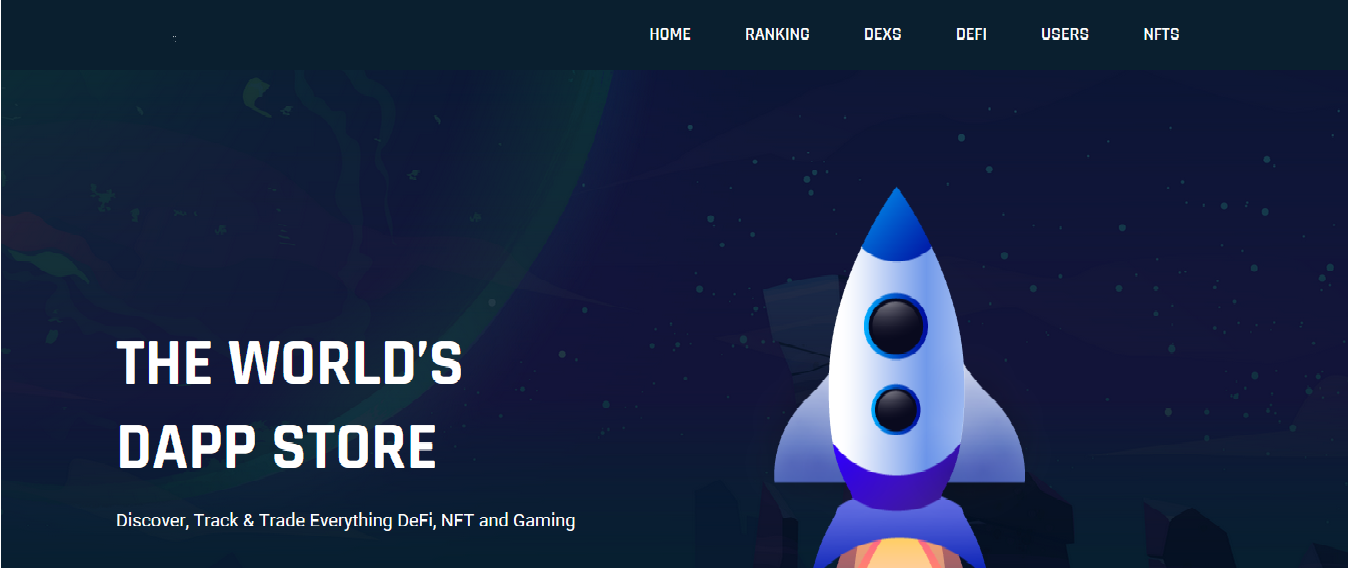 HOME RANKING DEXS DEFI USERS NFTS
THE WORLD'S
DAPP STORE
Discover, Track & Trade Everything DeFi, NFT and Gaming